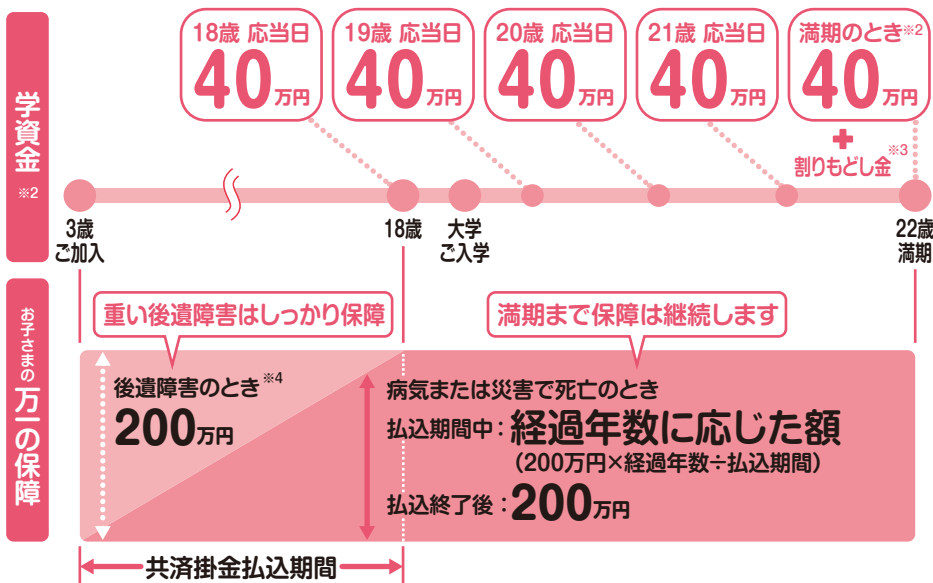 学資金
※2
18歳 応当日
40万円
19歳 応当日
40万円
20歳 応当日
40万円
21歳 応当日
40万円
満期のとき※2
40万円
+
割りもどし金※3
3歳
ご加入
18歳
大学
ご入学
22歳
満期
お子さまの
万一の保障
重い後遺障害はしっかり保障
満期まで保障は継続します
後遺障害のとき※4
200万円
病気または災害で死亡のとき
払込期間中：経過年数に応じた額
（200万円×経過年数÷払込期間）
払込終了後：200万円
共済掛金払込期間